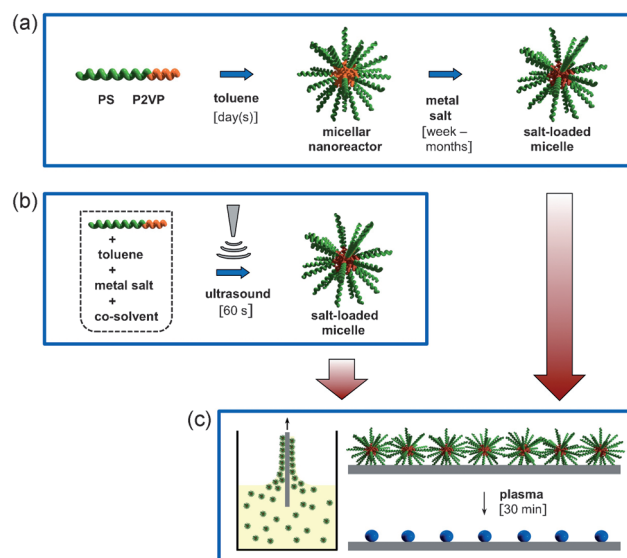 (a)
PS P2VP
toluene
[day(s)]
micellar
nanoreactor
metal
salt
[week –
months]
salt-loaded
micelle
(b)
+
toluene
+
metal salt
+
co-solvent
ultrasound
[60 s]
salt-loaded
micelle
(c)
plasma
[30 min]